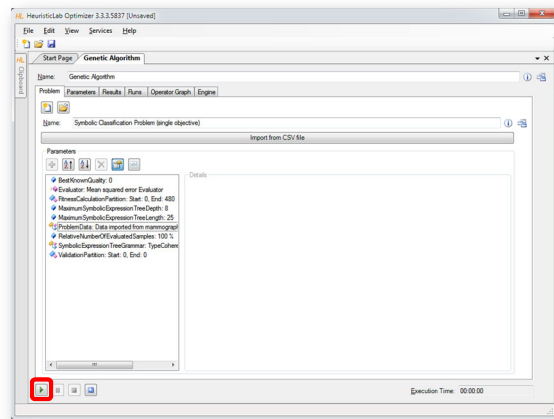 HL HeuristicLab Optimizer 3.3.3.5837 [Unsaved]
File Edit View Services Help
HL Start Page Genetic Algorithm
Clipboard
Name: Genetic Algorithm
Problem Parameters Results Runs Operator Graph Engine
Name: Symbolic Classification Problem (single objective)
Import from CSV file
Parameters
Details
BestKnownQuality: 0
Evaluator: Mean squared error Evaluator
FitnessCalculationPartition: Start: 0, End: 480
MaximumSymbolicExpressionTreeDepth: 8
MaximumSymbolicExpressionTreeLength: 25
ProblemData: Data imported from mammograph
RelativeNumberOfEvaluatedSamples: 100 %
SymbolicExpressionTreeGrammar: TypeCoheren
ValidationPartition: Start: 0, End: 0
Execution Time: 00:00:00